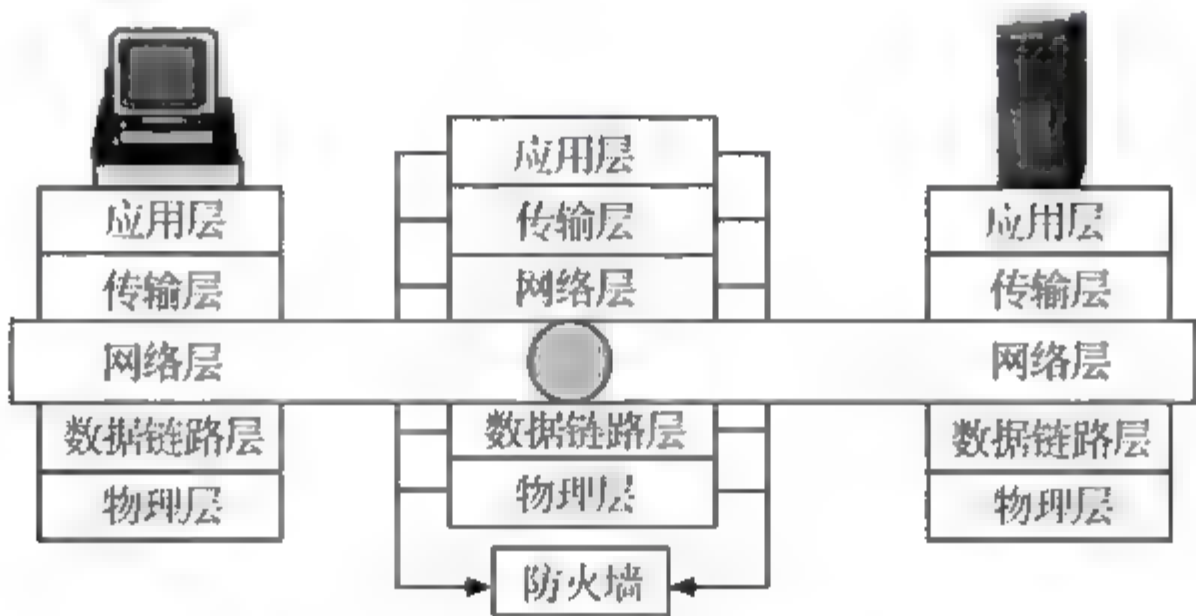 应用层
传输层
网络层
数据链路层
物理层
应用层
传输层
网络层
数据链路层
物理层
防火墙
应用层
传输层
网络层
数据链路层
物理层